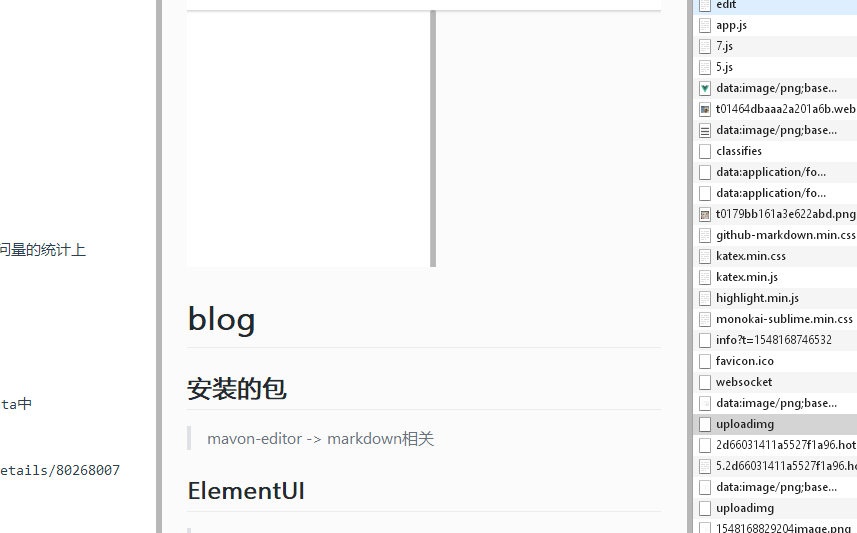 问量的统计上
ta中
etails/80268007
blog
安装的包
mavon-editor -> markdown相关
ElementUI
edit
app.js
7.js
5.js
data:image/png;base...
t01464dbaaa2a201a6b.web
data:image/png;base...
classifies
data:application/fo...
data:application/fo...
t0179bb161a3e622abd.png
github-markdown.min.css
katex.min.css
katex.min.js
highlight.min.js
monokai-sublime.min.css
info?t=1548168746532
favicon.ico
websocket
data:image/png;base...
uploadimg
2d66031411a5527f1a96.hot
5.2d66031411a5527f1a96.ho
data:image/png;base...
uploadimg
1548168829204image.png